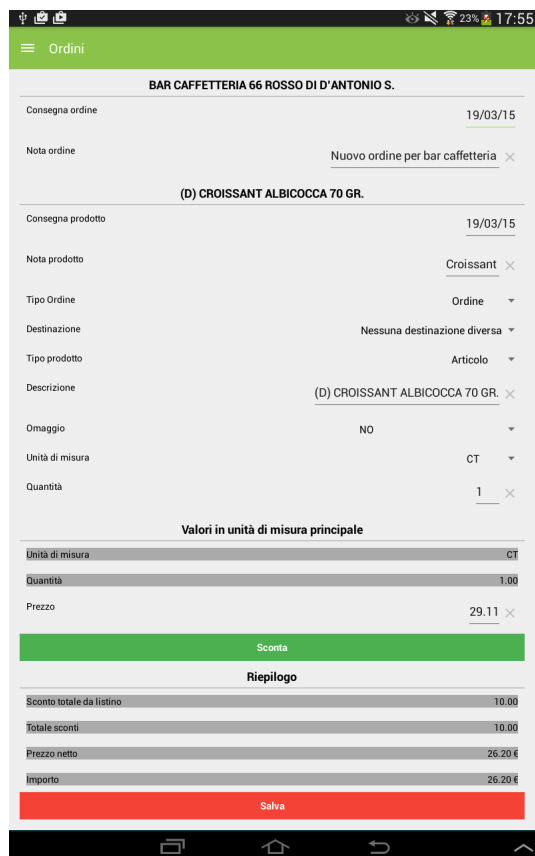 23% 17:55
Ordini
BAR CAFFETTERIA 66 ROSSO DI D'ANTONIO S.
Consegna ordine 19/03/15
Nota ordine Nuovo ordine per bar caffetteria
(D) CROISSANT ALBICOCCA 70 GR.
Consegna prodotto 19/03/15
Nota prodotto Croissant
Tipo Ordine Ordine
Destinazione Nessuna destinazione diversa
Tipo prodotto Articolo
Descrizione (D) CROISSANT ALBICOCCA 70 GR.
Omaggio NO
Unità di misura CT
Quantità 1
Valori in unità di misura principale
Unità di misura CT
Quantità 1.00
Prezzo 29.11
Sconta
Riepilogo
Sconto totale da listino 10.00
Totale sconti 10.00
Prezzo netto 26.20 €
Importo 26.20 €
Salva